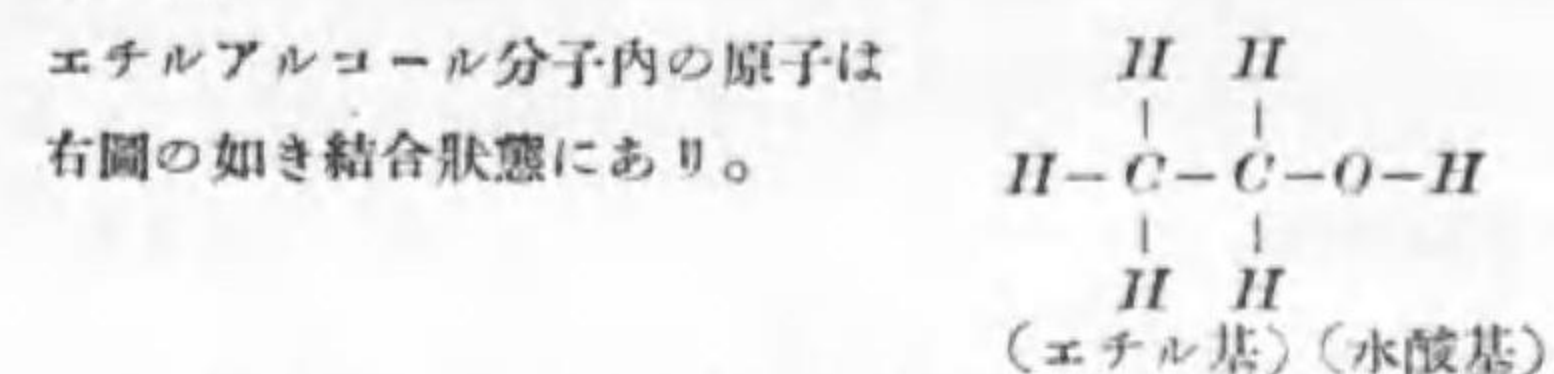 エチルアルコール分子内の原子は
右圖の如き結合狀態にあり。
H H
| |
H—C—C—O—H
| |
H H
(エチル基)(水酸基)